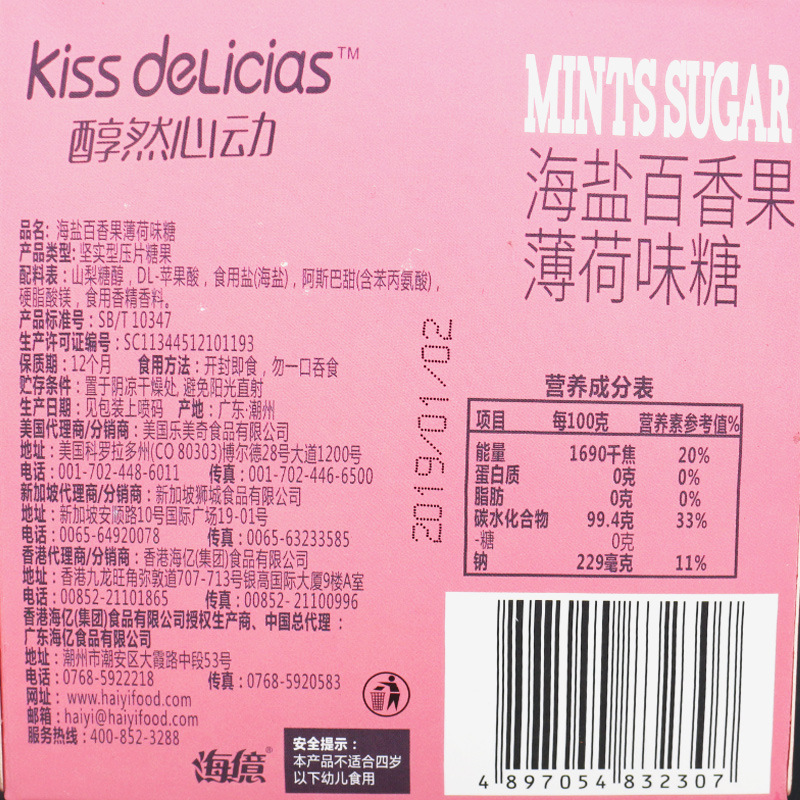 Kiss deLicias™
醇然心动
MINTS SUGAR
海盐百香果
薄荷味糖
品名: 海盐百香果薄荷味糖
产品类型: 坚实型压片糖果
配料表：山梨糖醇，DL-苹果酸，食用盐(海盐)，阿斯巴甜(含苯丙氨酸)，
硬脂酸镁，食用香精香料。
产品标准号：SB/T 10347
生产许可证编号：SC11344512101193
保质期：12个月 食用方法：开封即食，勿一口吞食
贮存条件：置于阴凉干燥处, 避免阳光直射
生产日期：见包装上喷码 产地：广东·潮州
美国代理商/分销商：美国乐美奇食品有限公司
地址：美国科罗拉多州(CO 80303)博尔德28号大道1200号
电话：001-702-448-6011 传真：001-702-446-6500
新加坡代理商/分销商：新加坡狮城食品有限公司
地址：新加坡安顺路10号国际广场19-01号
电话：0065-64920078 传真：0065-63233585
香港代理商/分销商：香港海亿(集团)食品有限公司
地址：香港九龙旺角弥敦道707-713号银高国际大厦9楼A室
电话：00852-21101865 传真：00852- 21100996
香港海亿(集团)食品有限公司授权生产商、中国总代理：
广东海亿食品有限公司
地址：潮州市潮安区大霞路中段53号
电话：0768-5922218 传真：0768-5920583
网址：www.haiyifood.com
邮箱：haiyi@haiyifood.com
服务热线：400-852-3288
海億®
安全提示：
本产品不适合四岁
以下幼儿食用
2019/01/02
营养成分表
项目 每100克 营养素参考值%
能量 1690千焦 20%
蛋白质 0克 0%
脂肪 0克 0%
碳水化合物 99.4克 33%
-糖 0克
钠 229毫克 11%
4 897054 832307